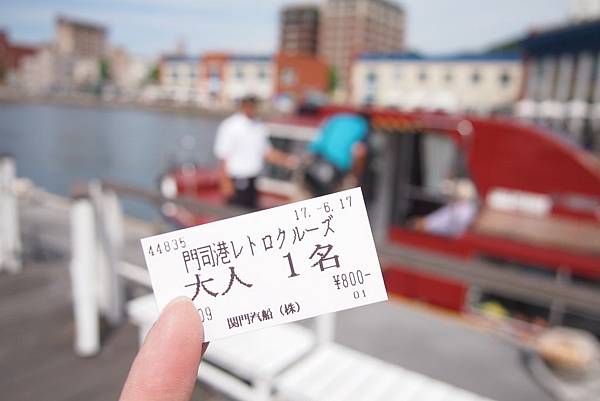 17.-6.17
44835
門司港レトロクルーズ
大人 1名
¥800-
09
01
関門汽船（株）